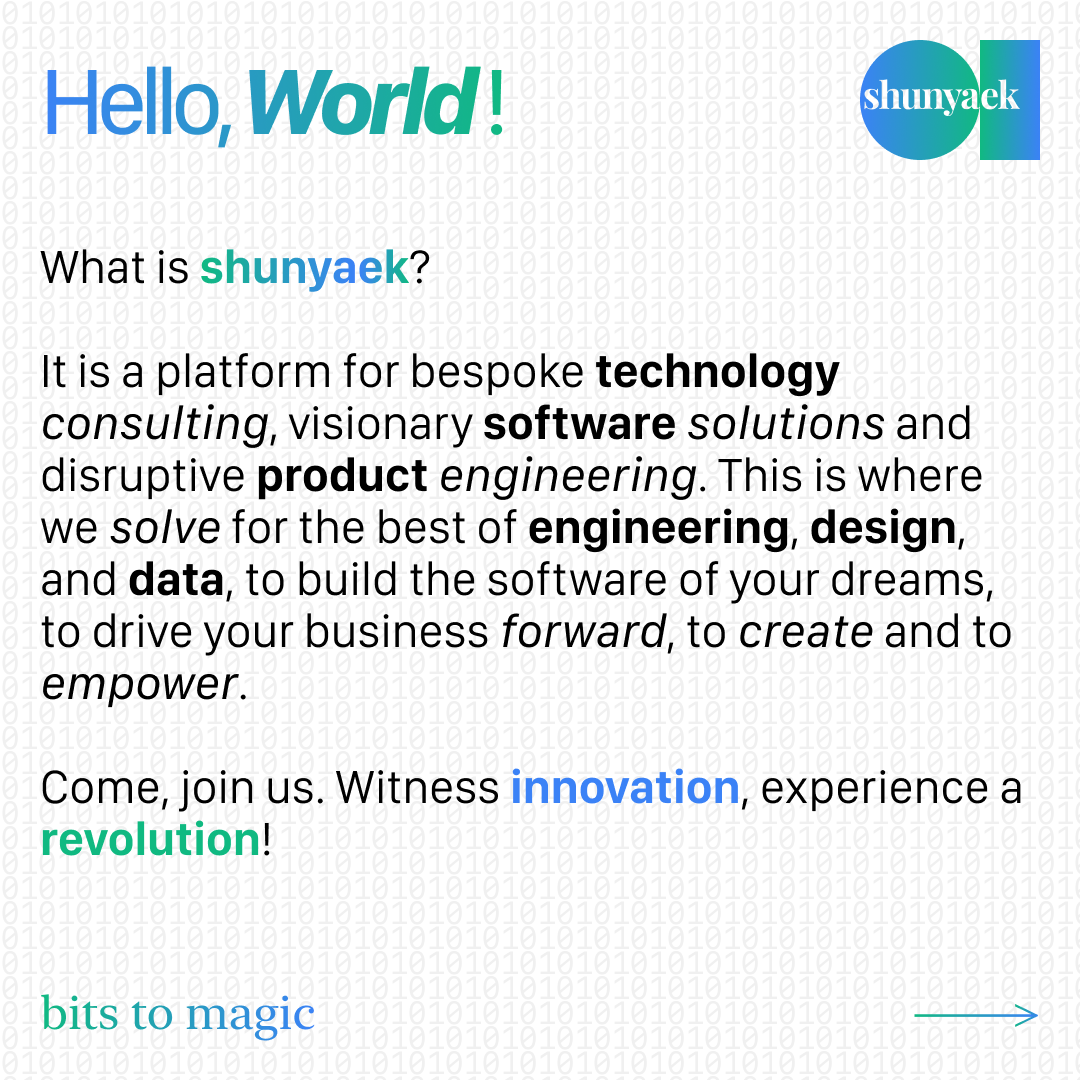 Hello, World!
shunyaek
What is shunyaek?
It is a platform for bespoke technology
consulting, visionary software solutions and
disruptive product engineering. This is where
we solve for the best of engineering, design,
and data, to build the software of your dreams,
to drive your business forward, to create and to
empower.
Come, join us. Witness innovation, experience a
revolution!
bits to magic